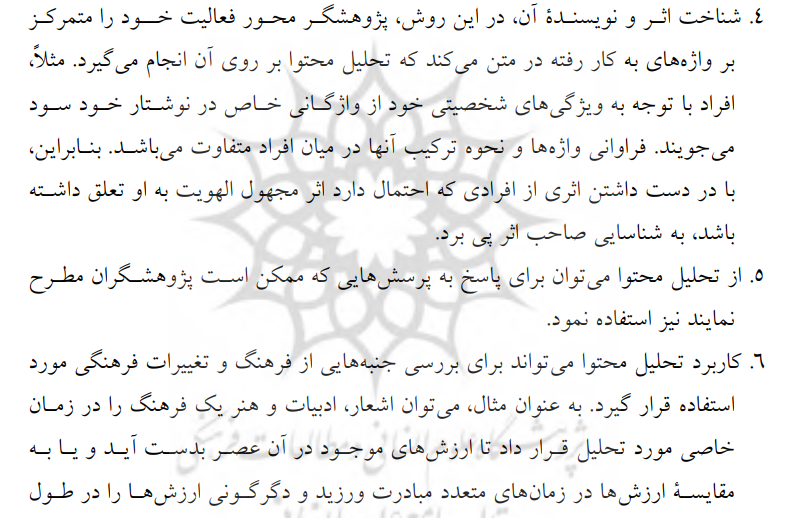 ۴. شناخت اثر و نویسندۀ آن، در این روش، پژوهشگر محور فعالیت خود را متمرکز
بر واژه‌های به کار رفته در متن می‌کند که تحلیل محتوا بر روی آن انجام می‌گیرد. مثلاً،
افراد با توجه به ویژگی‌های شخصیتی خود از واژگانی خاص در نوشتار خود سود
می‌جویند. فراوانی واژه‌ها و نحوه ترکیب آنها در میان افراد متفاوت می‌باشد. بنابراین،
با در دست داشتن اثری از افرادی که احتمال دارد اثر مجهول الهویت به او تعلق داشته
باشد، به شناسایی صاحب اثر پی برد.
۵. از تحلیل محتوا می‌توان برای پاسخ به پرسش‌هایی که ممکن است پژوهشگران مطرح
نمایند نیز استفاده نمود.
۶. کاربرد تحلیل محتوا می‌تواند برای بررسی جنبه‌هایی از فرهنگ و تغییرات فرهنگی مورد
استفاده قرار گیرد. به عنوان مثال، می‌توان اشعار، ادبیات و هنر یک فرهنگ را در زمان
خاصی مورد تحلیل قرار داد تا ارزش‌های موجود در آن عصر بدست آید و یا به
مقایسۀ ارزش‌ها در زمان‌های متعدد مبادرت ورزید و دگرگونی ارزش‌ها را در طول